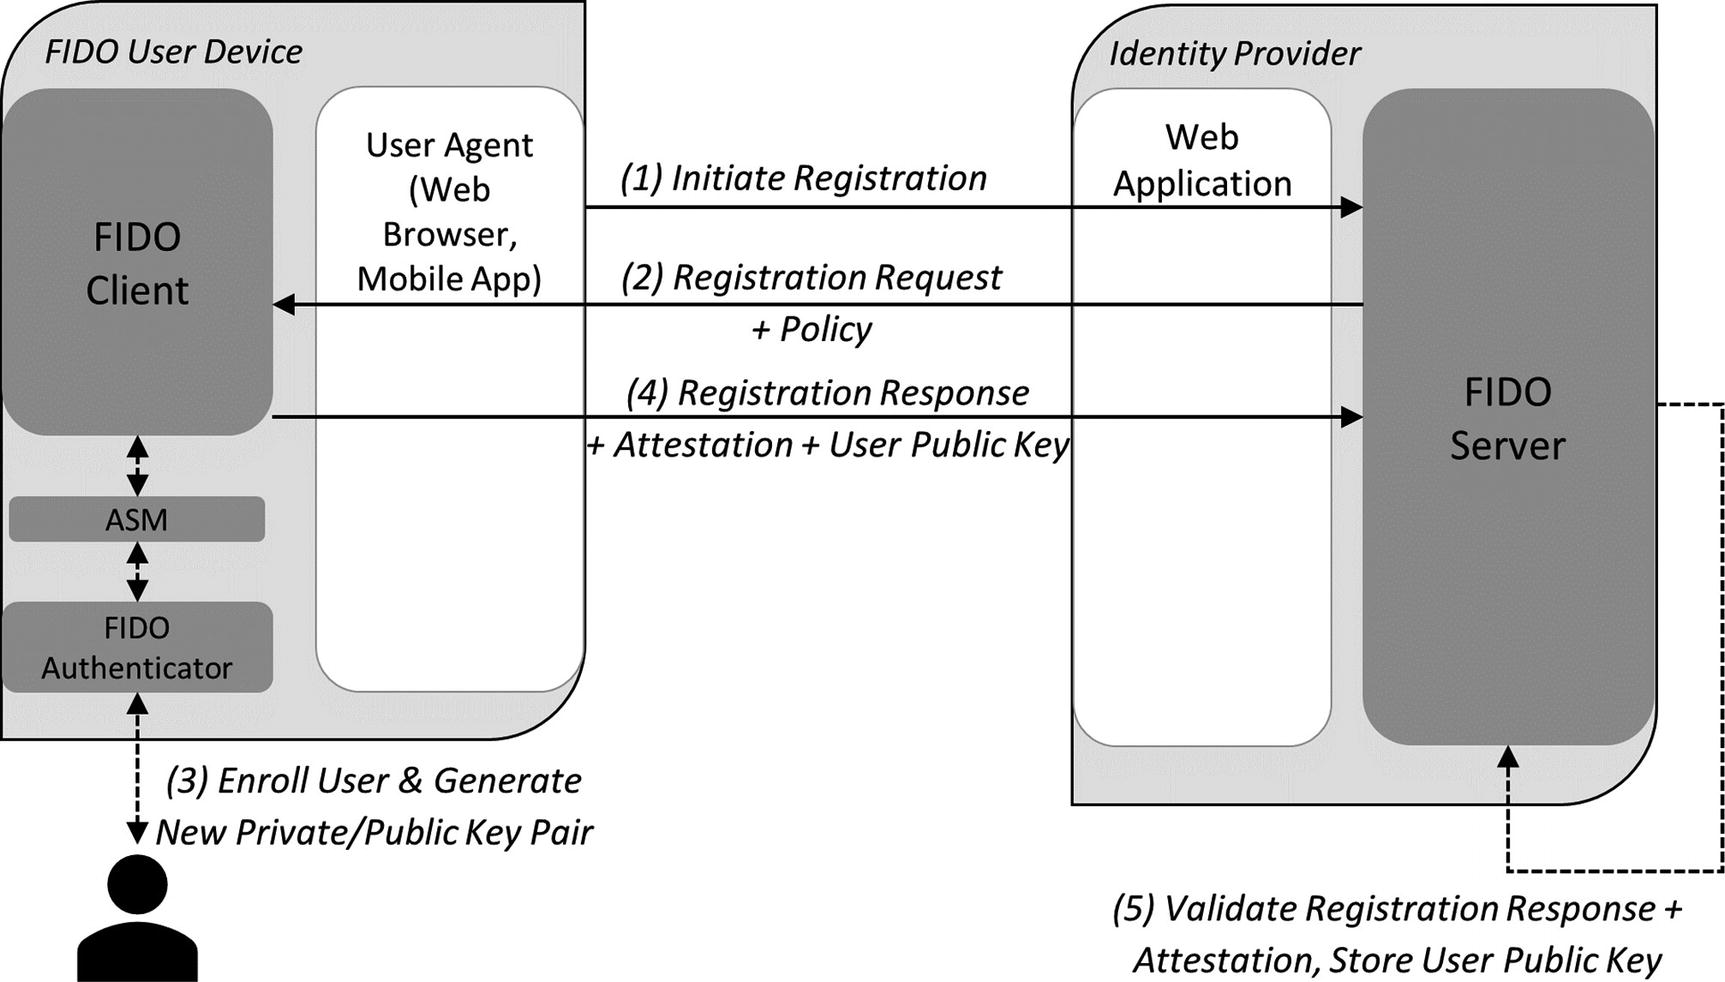 FIDO User Device
FIDO
Client
User Agent
(Web
Browser,
Mobile App)
ASM
FIDO
Authenticator
(1) Initiate Registration
(2) Registration Request
+ Policy
(4) Registration Response
+ Attestation + User Public Key
(3) Enroll User & Generate
New Private/Public Key Pair
Identity Provider
Web
Application
FIDO
Server
(5) Validate Registration Response +
Attestation, Store User Public Key